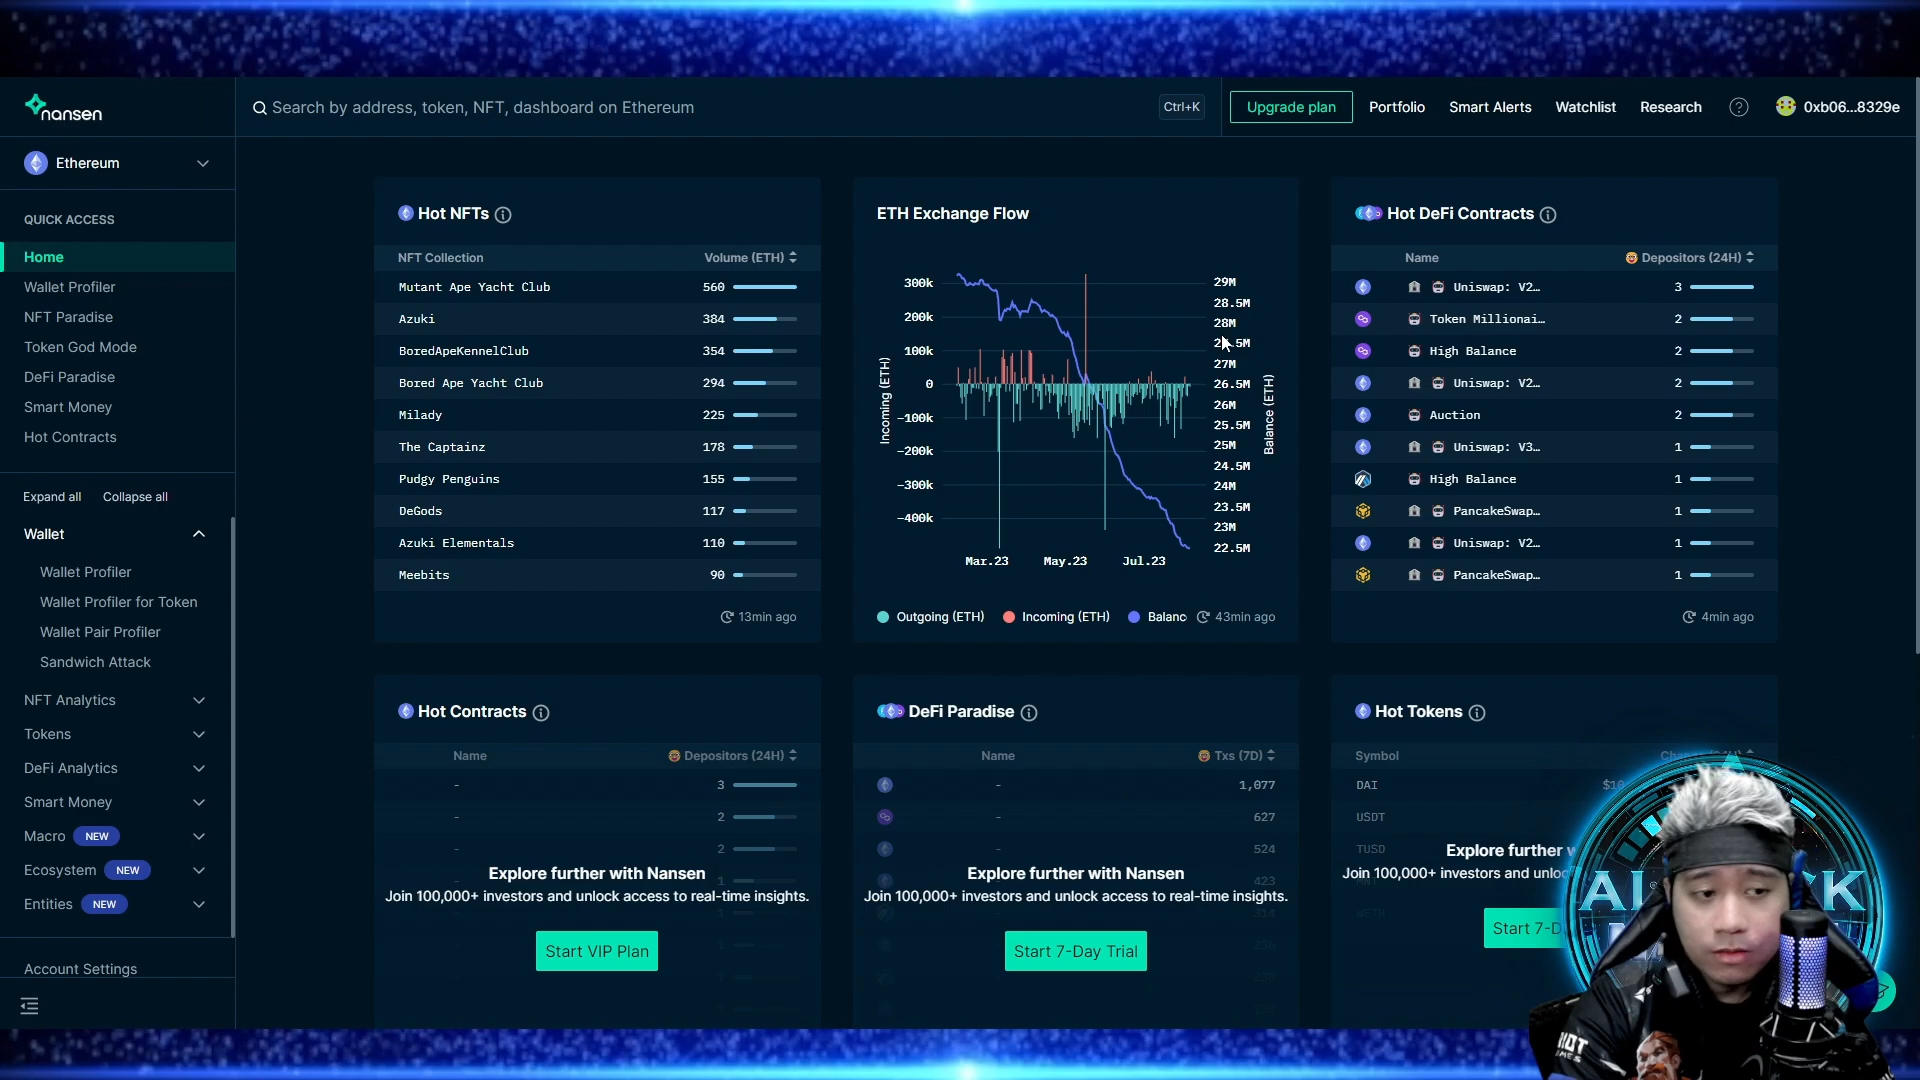 nansen
Search by address, token, NFT, dashboard on Ethereum
Ctrl+K
Upgrade plan
Portfolio
Smart Alerts
Watchlist
Research
0xb06...8329e
Ethereum
QUICK ACCESS
Home
Wallet Profiler
NFT Paradise
Token God Mode
DeFi Paradise
Smart Money
Hot Contracts
Expand all
Collapse all
Wallet
Wallet Profiler
Wallet Profiler for Token
Wallet Pair Profiler
Sandwich Attack
NFT Analytics
Tokens
DeFi Analytics
Smart Money
Macro NEW
Ecosystem NEW
Entities NEW
Account Settings
Hot NFTs
NFT Collection Volume (ETH)
Mutant Ape Yacht Club 560
Azuki 384
BoredApeKennelClub 354
Bored Ape Yacht Club 294
Milady 225
The Captainz 178
Pudgy Penguins 155
DeGods 117
Azuki Elementals 110
Meebits 90
13min ago
ETH Exchange Flow
300k
200k
100k
0
-100k
-200k
-300k
-400k
Incoming (ETH)
29M
28.5M
28M
27M
26.5M
26M
25.5M
25M
24.5M
24M
23.5M
23M
22.5M
Balance (ETH)
Mar.23 May.23 Jul.23
Outgoing (ETH) Incoming (ETH) Balanc 43min ago
Hot DeFi Contracts
Name Depositors (24H)
Uniswap: V2... 3
Token Millionai... 2
High Balance 2
Uniswap: V2... 2
Auction 2
Uniswap: V3... 1
High Balance 1
PancakeSwap... 1
Uniswap: V2... 1
PancakeSwap... 1
4min ago
Hot Contracts
Name Depositors (24H)
- 3
- 2
- 2
Explore further with Nansen
Join 100,000+ investors and unlock access to real-time insights.
Start VIP Plan
DeFi Paradise
Name Txs (7D)
- 1,077
- 627
- 524
423
Explore further with Nansen
Join 100,000+ investors and unlock access to real-time insights.
Start 7-Day Trial
Hot Tokens
Symbol
DAI
USDT
TUSD
Explore further
Join 100,000+ investors and
Start 7-D